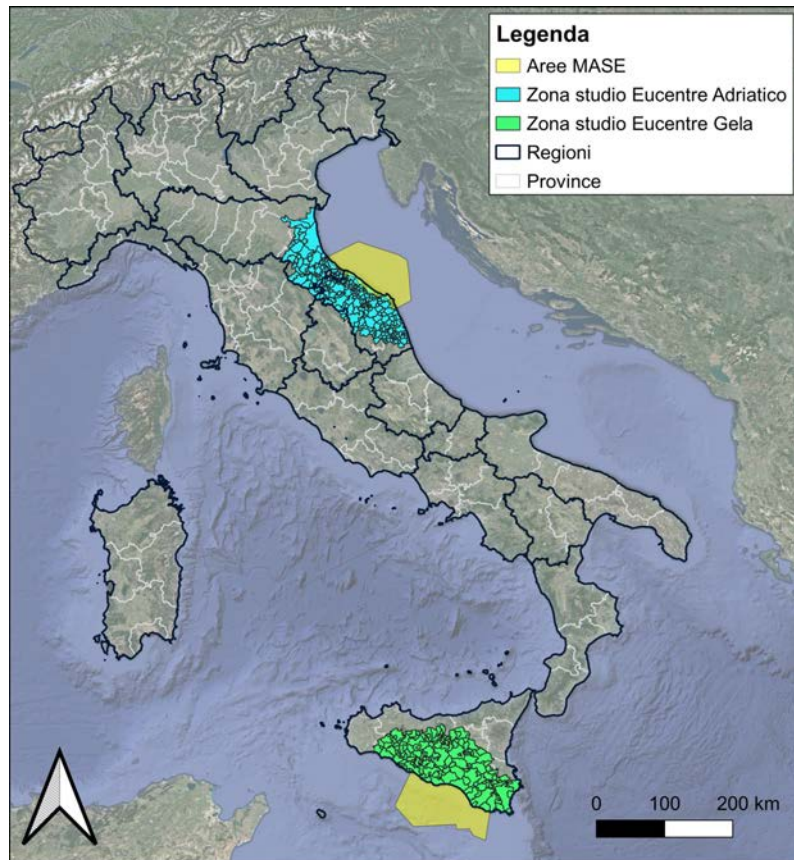 Legenda
Aree MASE
Zona studio Eucentre Adriatico
Zona studio Eucentre Gela
Regioni
Province
0 100 200 km